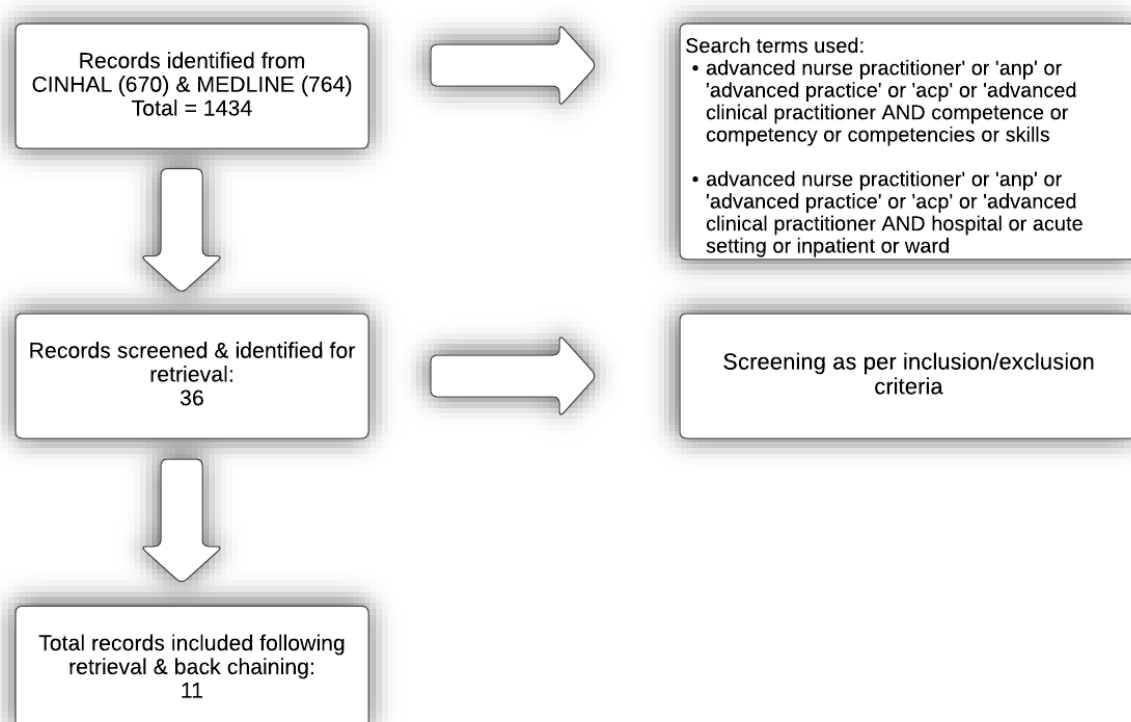 Records identified from
CINHAL (670) & MEDLINE (764)
Total = 1434
Search terms used:
• advanced nurse practitioner' or 'anp' or
'advanced practice' or 'acp' or 'advanced
clinical practitioner AND competence or
competency or competencies or skills
• advanced nurse practitioner' or 'anp' or
'advanced practice' or 'acp' or 'advanced
clinical practitioner AND hospital or acute
setting or inpatient or ward
Records screened & identified for
retrieval:
36
Screening as per inclusion/exclusion
criteria
Total records included following
retrieval & back chaining:
11